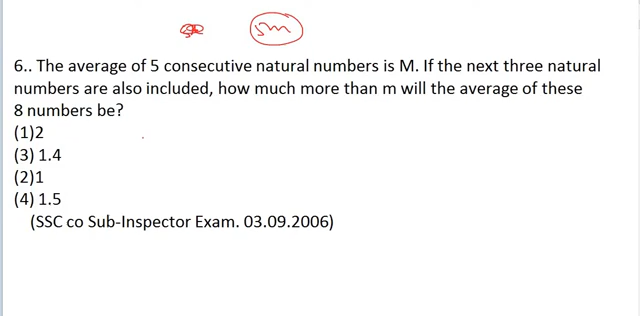 5m
6.. The average of 5 consecutive natural numbers is M. If the next three natural
numbers are also included, how much more than m will the average of these
8 numbers be?
(1)2
(3) 1.4
(2)1
(4) 1.5
(SSC co Sub-Inspector Exam. 03.09.2006)